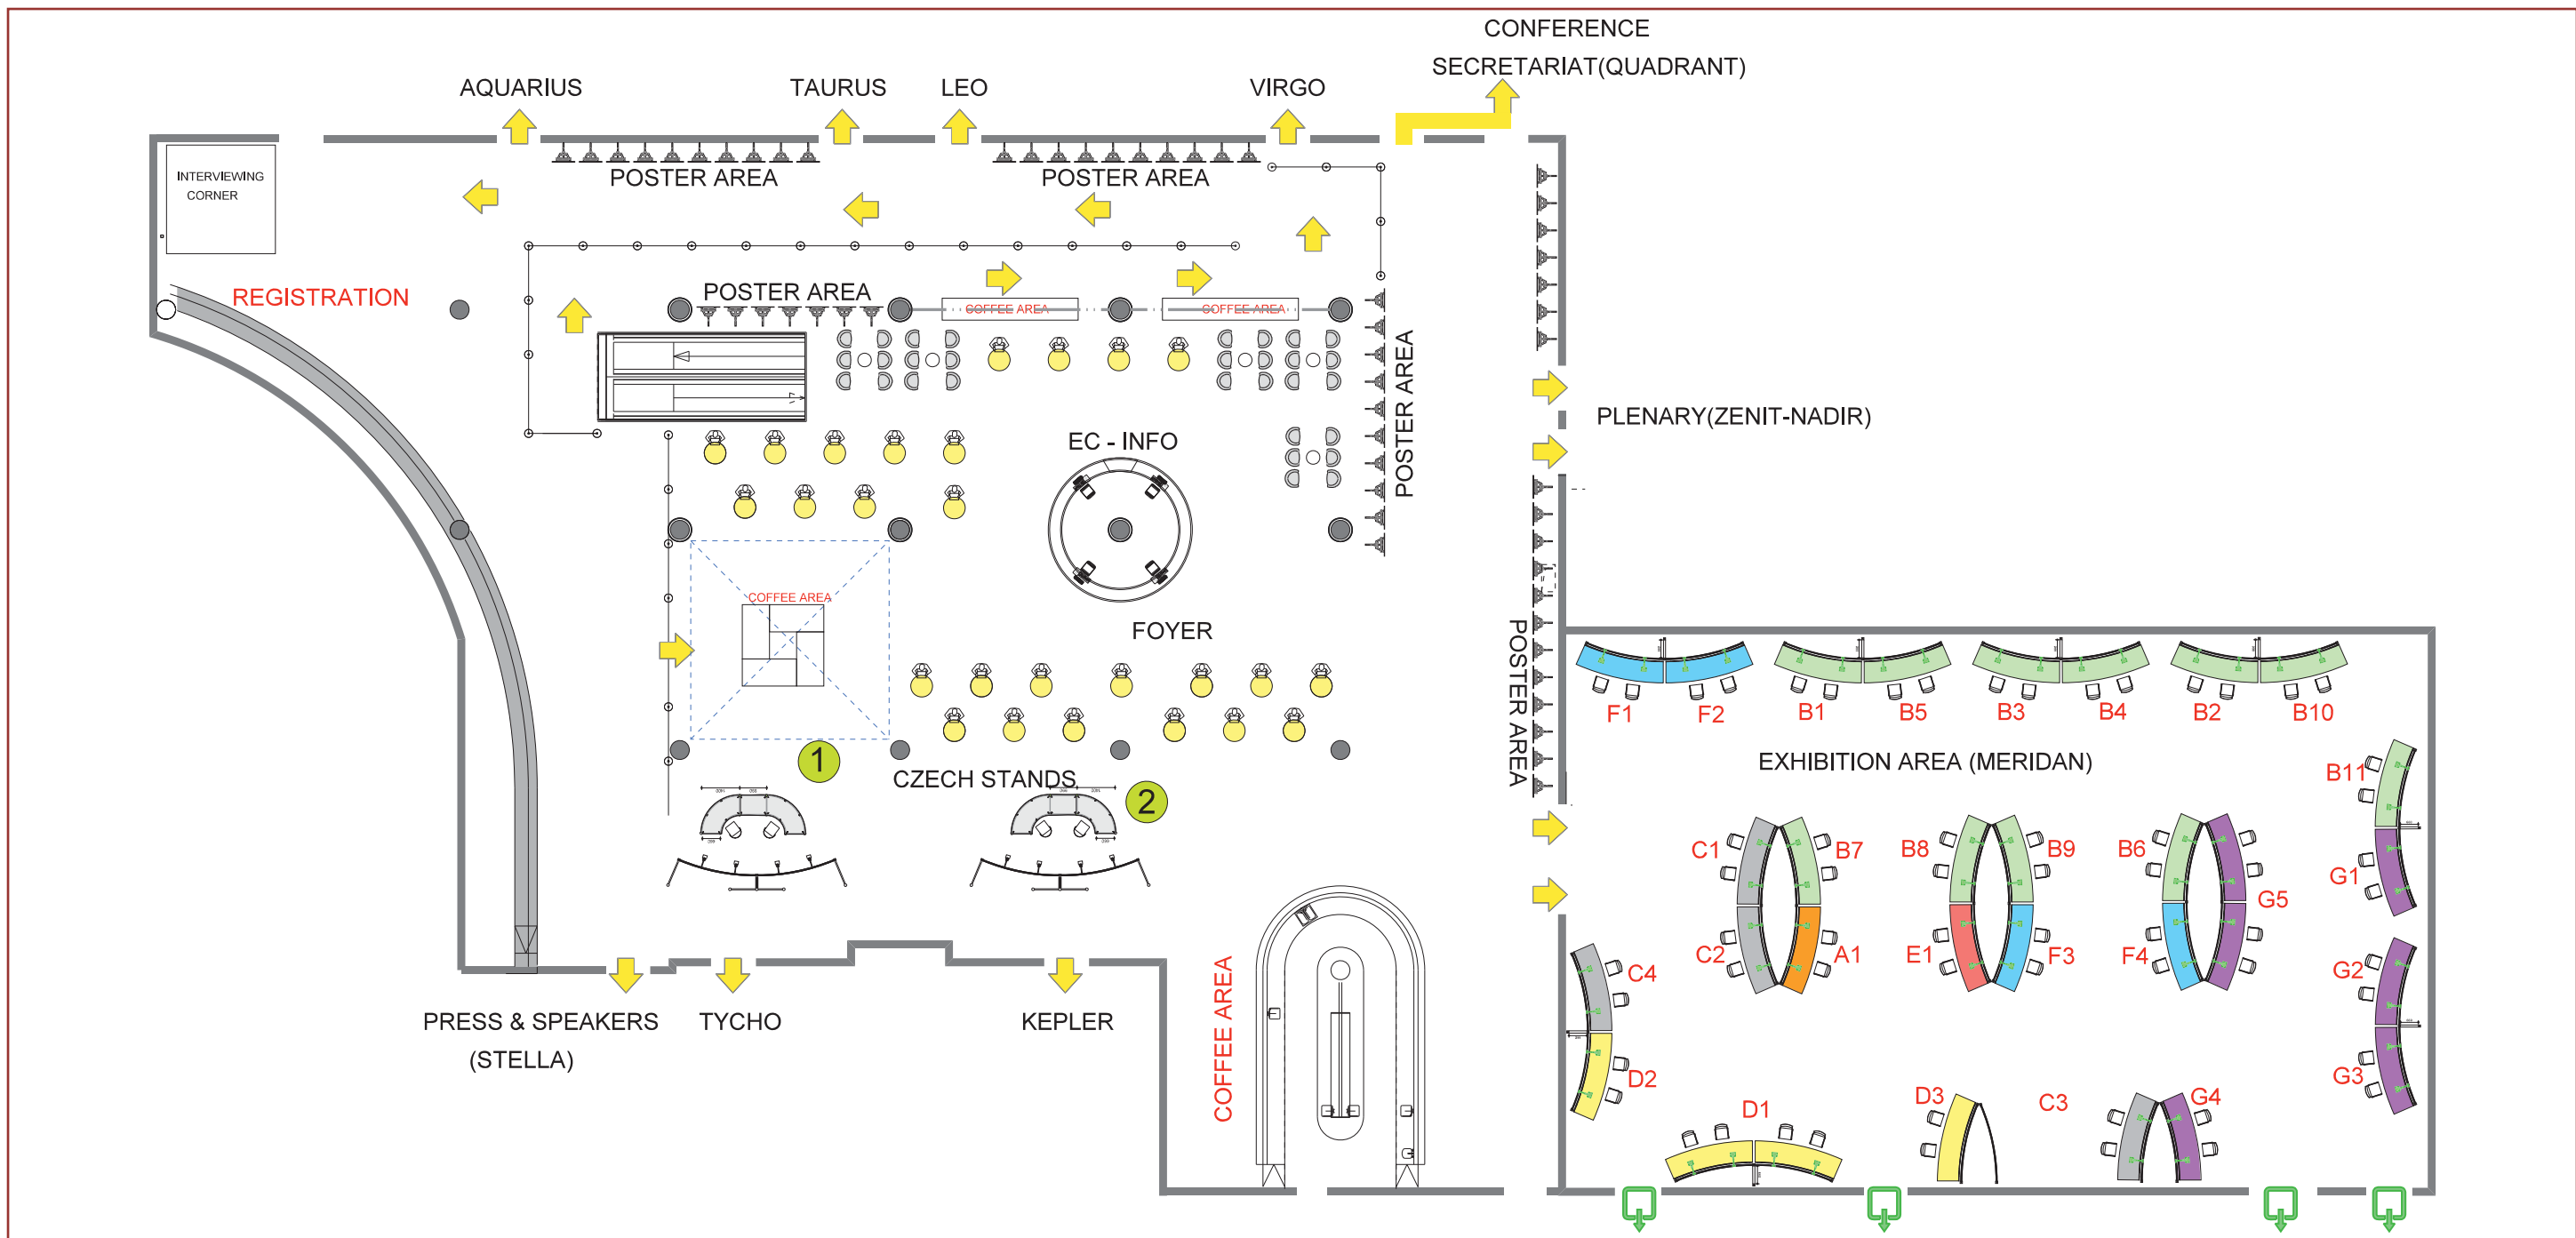 CONFERENCE
SECRETARIAT(QUADRANT)
AQUARIUS
TAURUS
LEO
VIRGO
INTERVIEWING
CORNER
POSTER AREA
POSTER AREA
REGISTRATION
POSTER AREA
COFFEE AREA
COFFEE AREA
POSTER AREA
PLENARY(ZENIT-NADIR)
EC - INFO
COFFEE AREA
FOYER
POSTER AREA
F1
F2
B1
B5
B3
B4
B2
B10
1
CZECH STANDS
2
EXHIBITION AREA (MERIDAN)
B11
C1
B7
B8
B9
B6
G1
G5
C2
A1
E1
F3
F4
C4
G2
PRESS & SPEAKERS
(STELLA)
TYCHO
KEPLER
COFFEE AREA
D2
G3
D1
D3
C3
G4